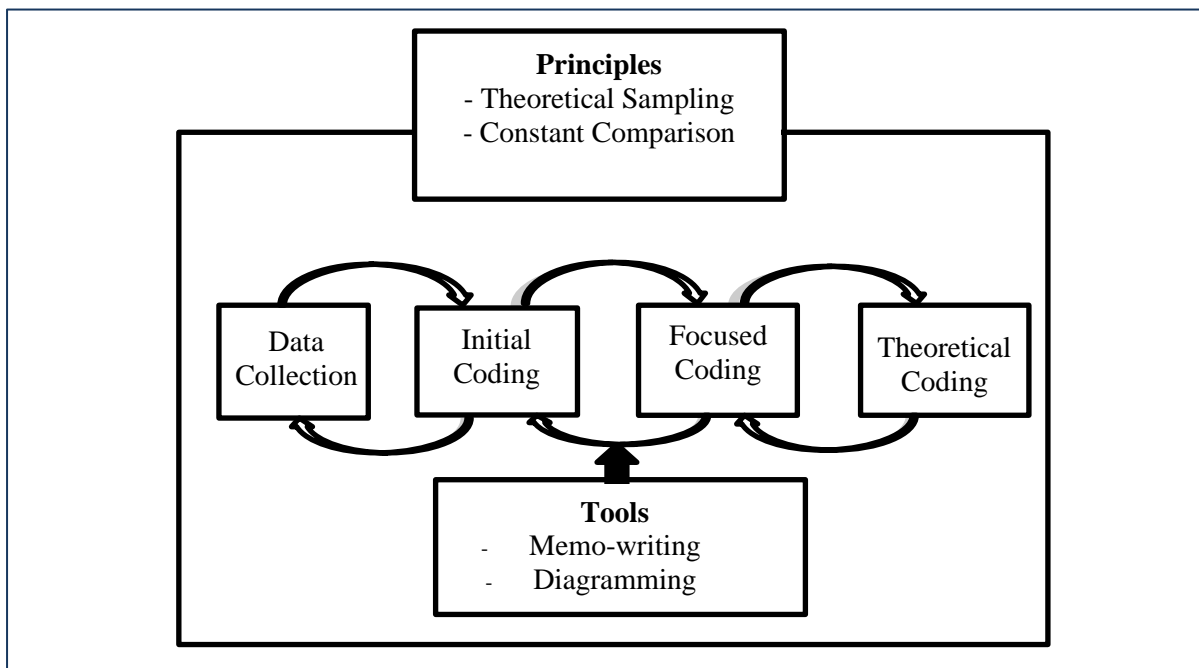 Principles
- Theoretical Sampling
- Constant Comparison
Data
Collection
Initial
Coding
Focused
Coding
Theoretical
Coding
Tools
- Memo-writing
- Diagramming